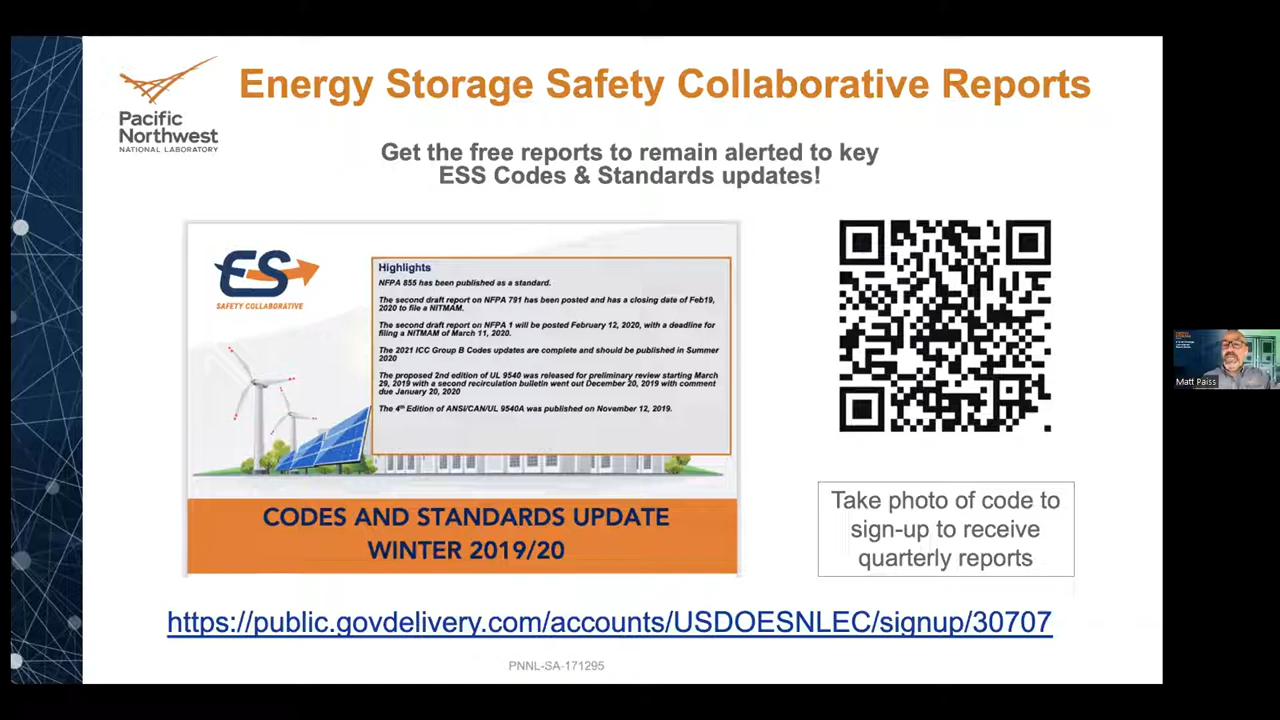 Energy Storage Safety Collaborative Reports
Pacific
Northwest
NATIONAL LABORATORY
Get the free reports to remain alerted to key
ESS Codes & Standards updates!
ES
SAFETY COLLABORATIVE
Highlights
NFPA 855 has been published as a standard.
The second draft report on NFPA 791 has been posted and has a closing date of Feb19,
2020 to file a NITMAM.
The second draft report on NFPA 1 will be posted February 12, 2020, with a deadline for
filing a NITMAM of March 11, 2020.
The 2021 ICC Group B Codes updates are complete and should be published in Summer
2020
The proposed 2nd edition of UL 9540 was released for preliminary review starting March
29, 2019 with a second recirculation bulletin went out December 20, 2019 with comment
due January 20, 2020
The 4th Edition of ANSI/CAN/UL 9540A was published on November 12, 2019.
CODES AND STANDARDS UPDATE
WINTER 2019/20
Take photo of code to
sign-up to receive
quarterly reports
https://public.govdelivery.com/accounts/USDOESNLEC/signup/30707
PNNL-SA-171295
Matt Paiss